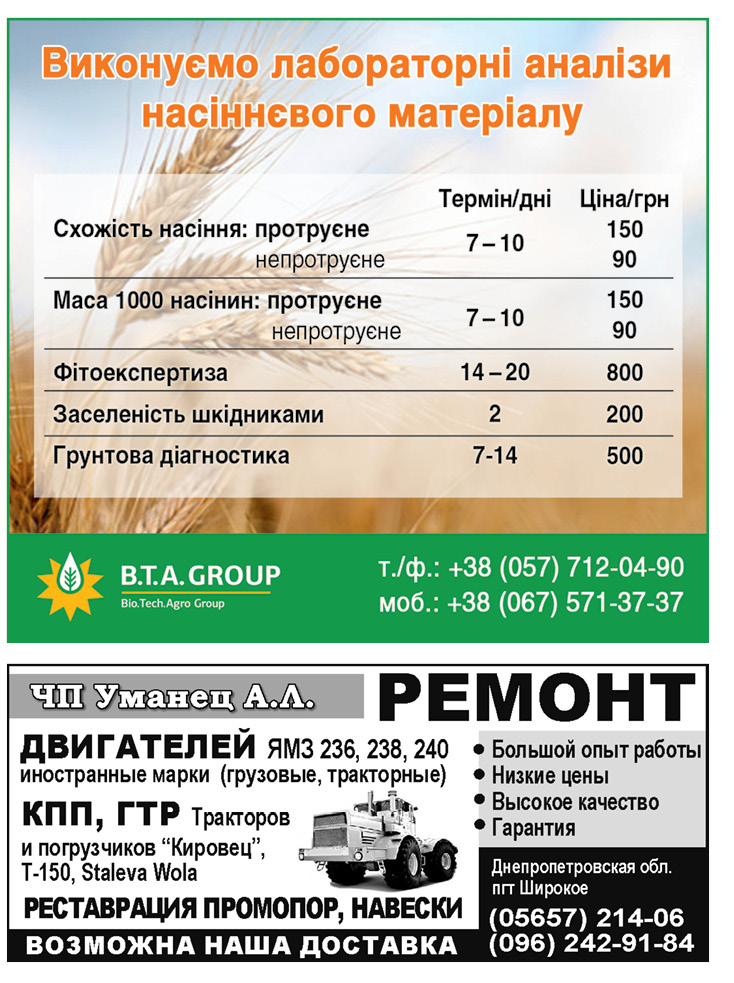 Виконуємо лабораторні аналізи
насіннєвого матеріалу
Термін/дні Ціна/грн
Схожість насіння: протруєне 7 – 10 150
непротруєне 90
Маса 1000 насінин: протруєне 7 – 10 150
непротруєне 90
Фітоекспертиза 14 – 20 800
Заселеність шкідниками 2 200
Грунтова діагностика 7-14 500
B.T.A. GROUP
Bio.Tech.Agro Group
т./ф.: +38 (057) 712-04-90
моб.: +38 (067) 571-37-37
ЧП Уманец А.Л.
РЕМОНТ
ДВИГАТЕЛЕЙ ЯМЗ 236, 238, 240
иностранные марки (грузовые, тракторные)
КПП, ГТР Тракторов
и погрузчиков “Кировец”,
Т-150, Staleva Wola
РЕСТАВРАЦИЯ ПРОМОПОР, НАВЕСКИ
ВОЗМОЖНА НАША ДОСТАВКА
• Большой опыт работы
• Низкие цены
• Высокое качество
• Гарантия
Днепропетровская обл.
пгт Широкое
(05657) 214-06
(096) 242-91-84